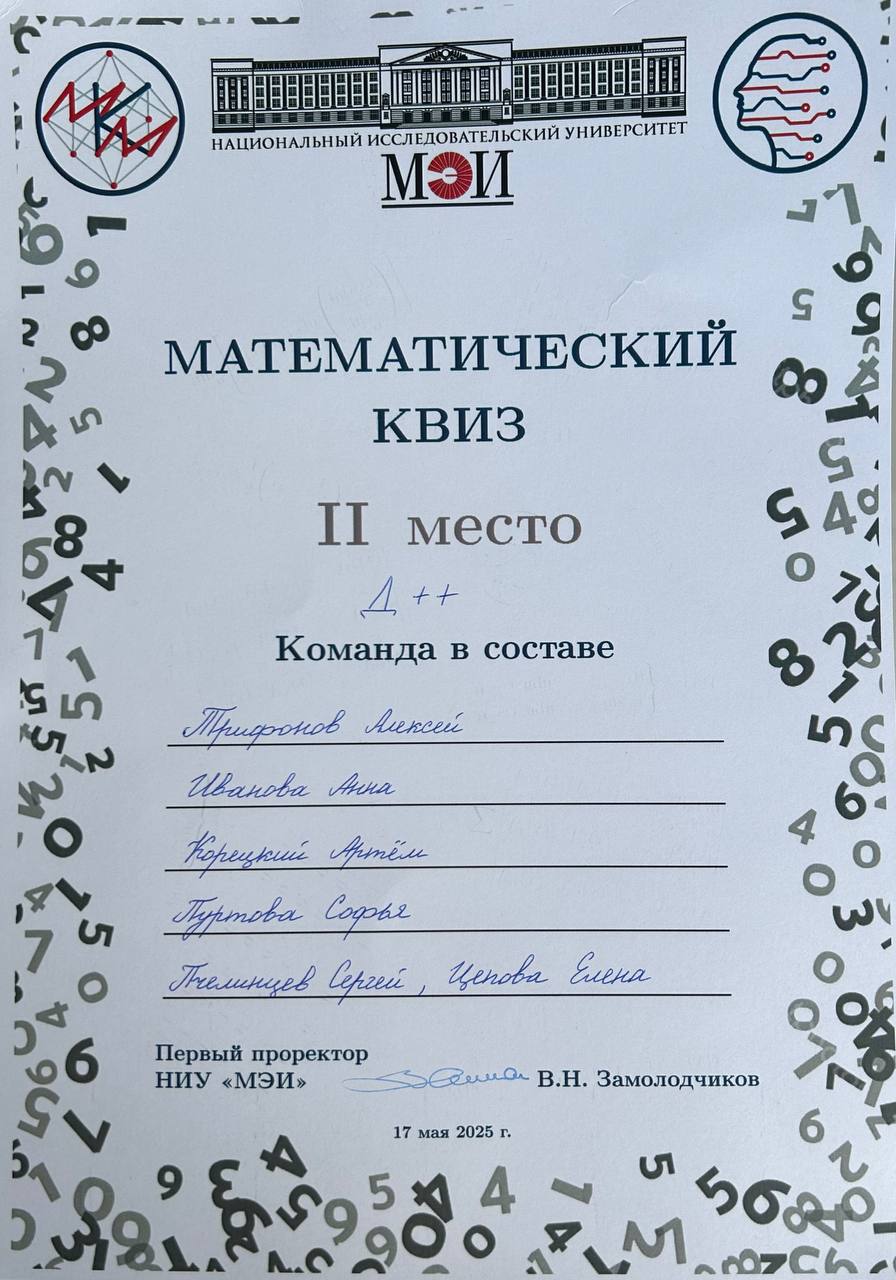 НАЦИОНАЛЬНЫЙ ИССЛЕДОВАТЕЛЬСКИЙ УНИВЕРСИТЕТ
МЭИ
МАТЕМАТИЧЕСКИЙ
КВИЗ
II место
Д++
Команда в составе
Трифонов Алексей
Иванова Анна
Корецкий Артём
Пуртова Софья
Пчелинцев Сергей, Цепова Елена
Первый проректор
НИУ «МЭИ» В.Н. Замолодчиков
17 мая 2025 г.